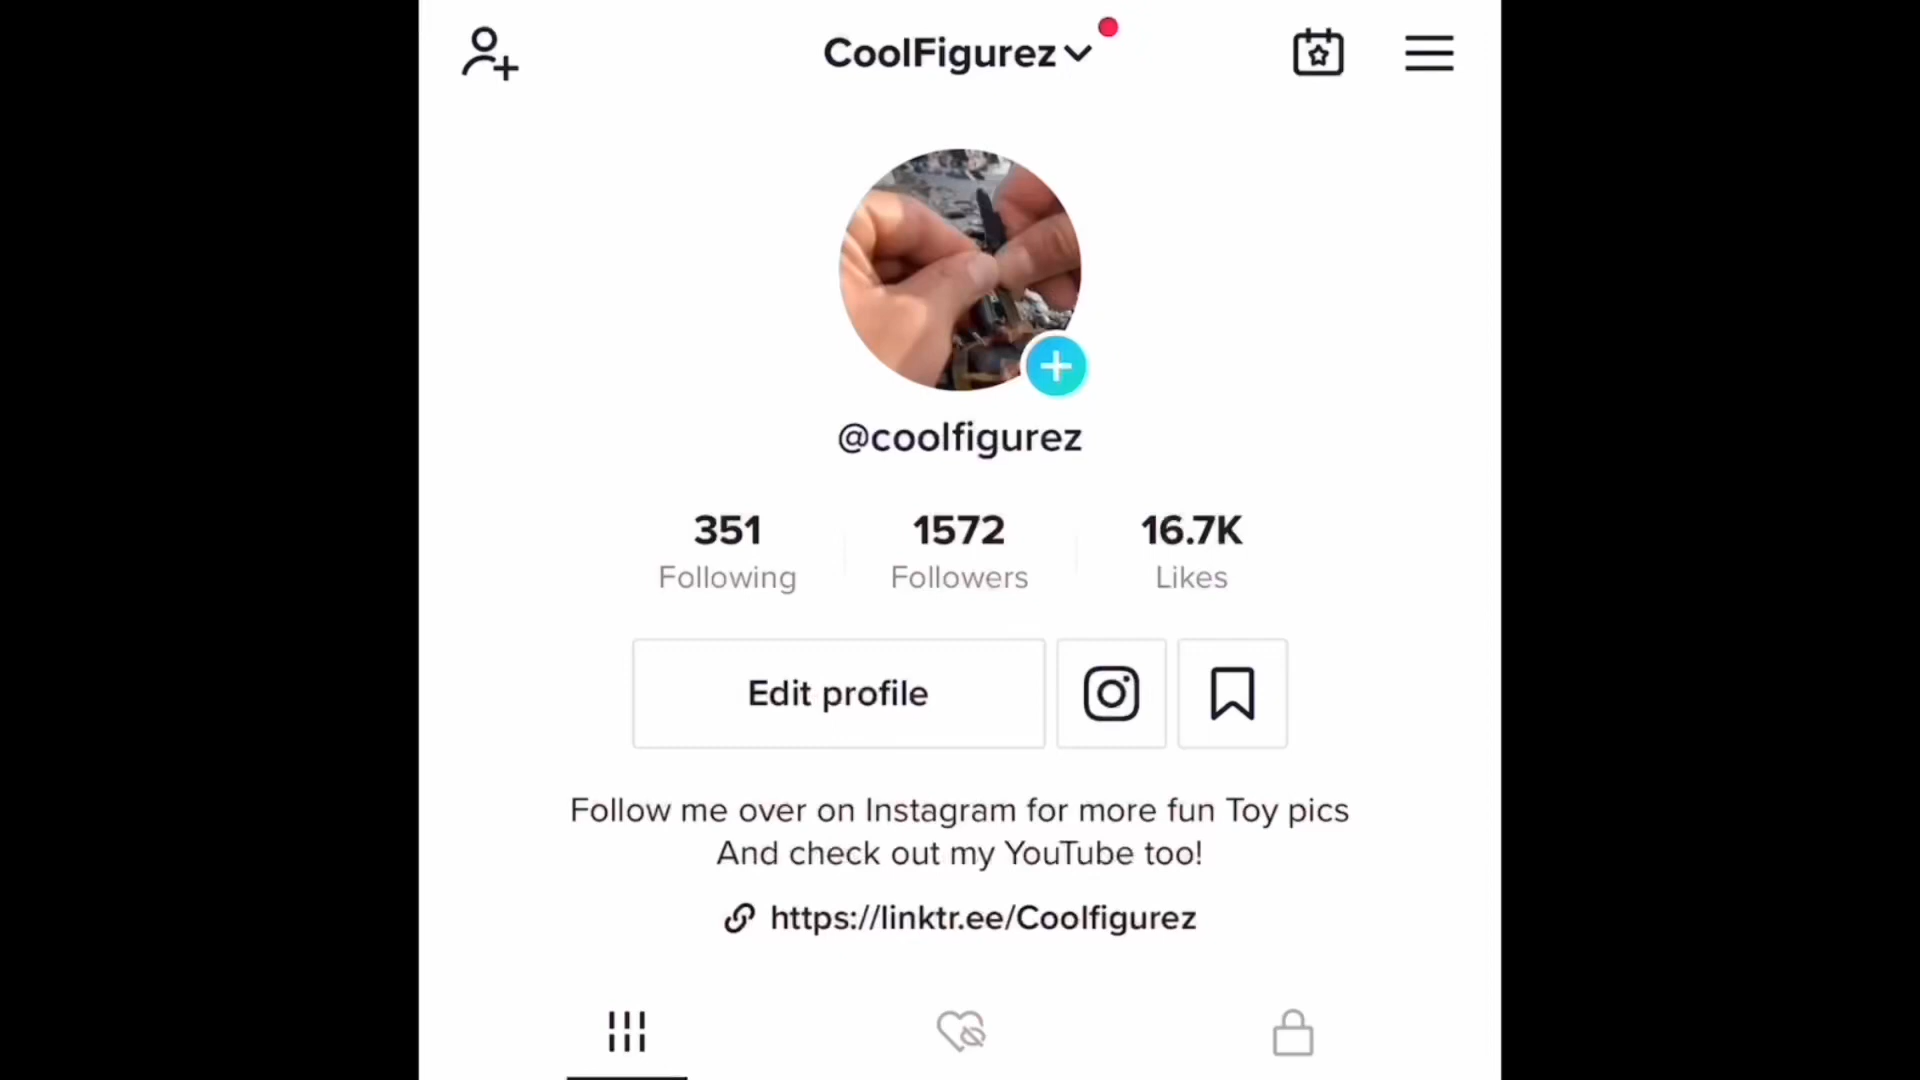 CoolFigurez
@coolfigurez
351 1572 16.7K
Following Followers Likes
Edit profile
Follow me over on Instagram for more fun Toy pics
And check out my YouTube too!
https://linktr.ee/Coolfigurez